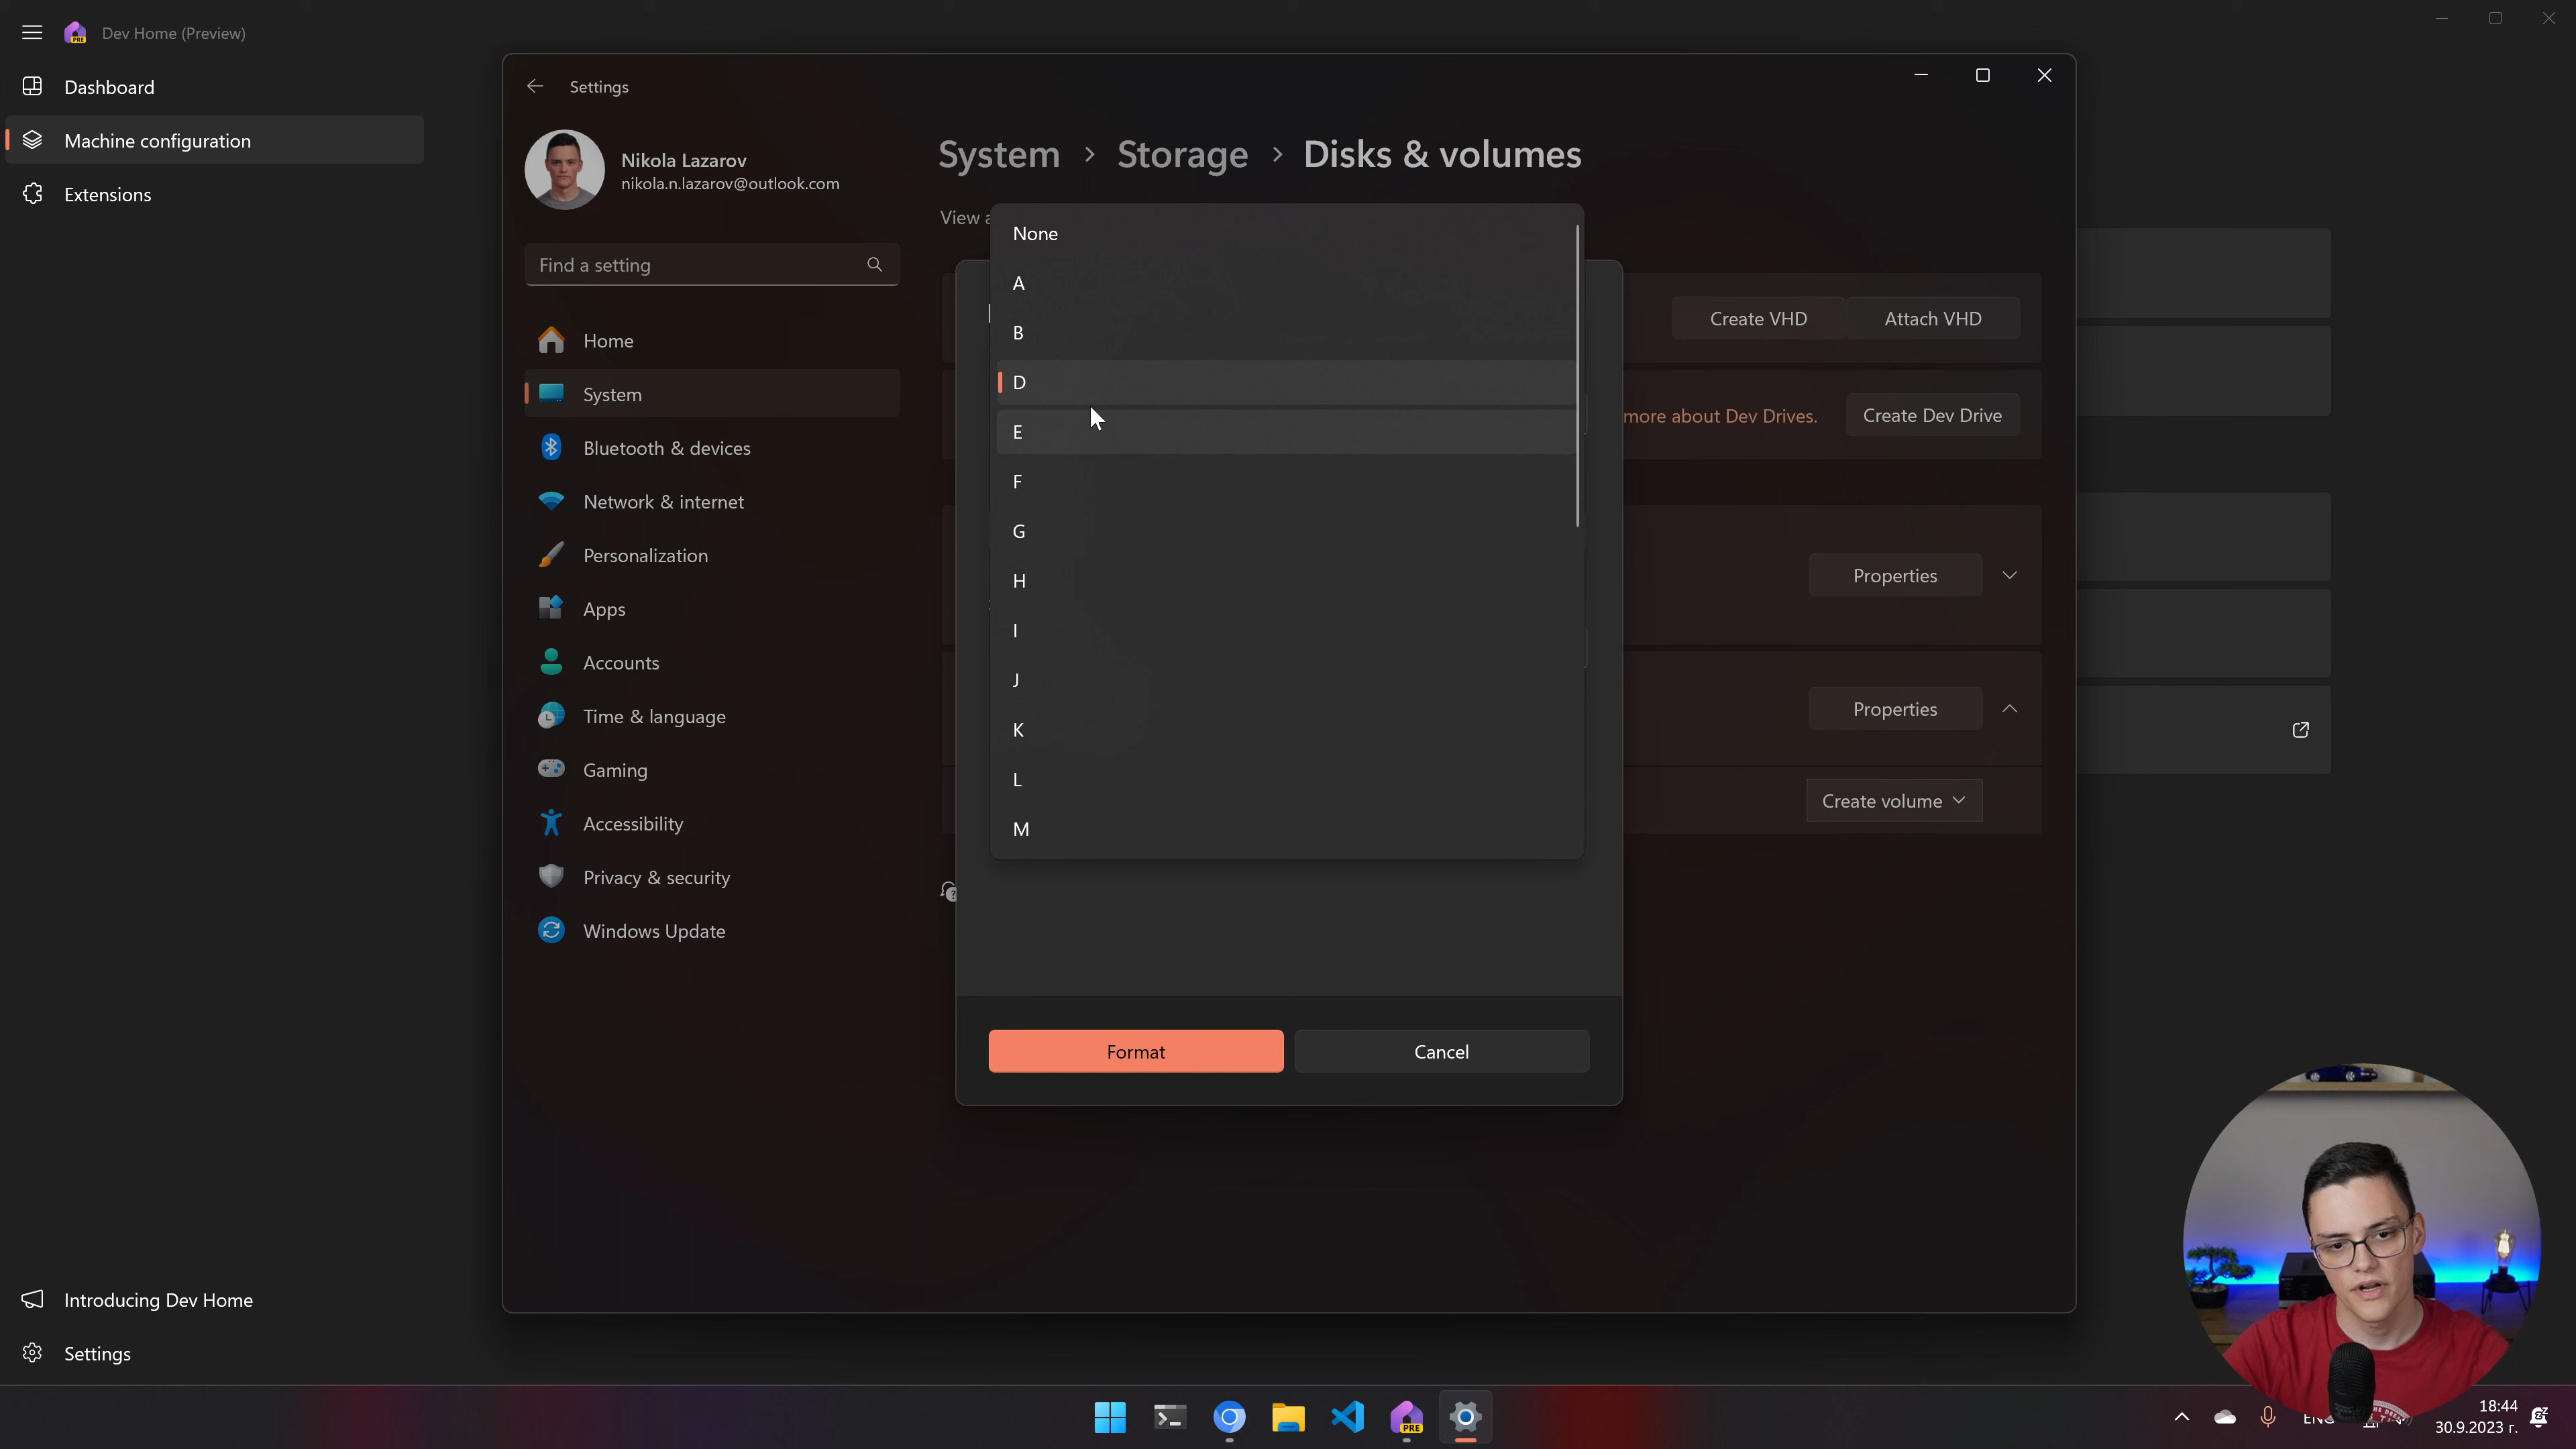 Dev Home (Preview)
Dashboard
Machine configuration
Extensions
Introducing Dev Home
Settings
Settings
Nikola Lazarov
nikola.n.lazarov@outlook.com
Find a setting
Home
System
Bluetooth & devices
Network & internet
Personalization
Apps
Accounts
Time & language
Gaming
Accessibility
Privacy & security
Windows Update
System > Storage > Disks & volumes
View
None
A
B
D
E
F
G
H
I
J
K
L
M
Create VHD
Attach VHD
more about Dev Drives.
Create Dev Drive
Properties
Properties
Create volume
Format
Cancel
PRE
PRE
18:44
30.9.2023 г.